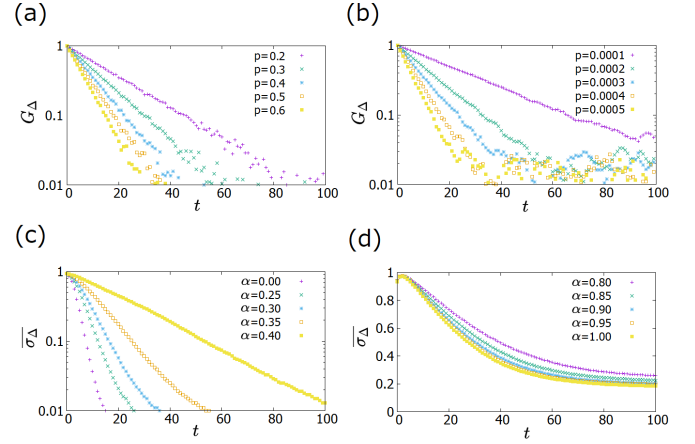 (a)
1
0.1
0.01
G_Δ
p=0.2
p=0.3
p=0.4
p=0.5
p=0.6
0 20 40 60 80 100
t
(b)
1
0.1
0.01
G_Δ
p=0.0001
p=0.0002
p=0.0003
p=0.0004
p=0.0005
0 20 40 60 80 100
t
(c)
1
0.1
0.01
σ_Δ
α=0.00
α=0.25
α=0.30
α=0.35
α=0.40
0 20 40 60 80 100
t
(d)
1
0.8
0.6
0.4
0.2
0
σ_Δ
α=0.80
α=0.85
α=0.90
α=0.95
α=1.00
0 20 40 60 80 100
t